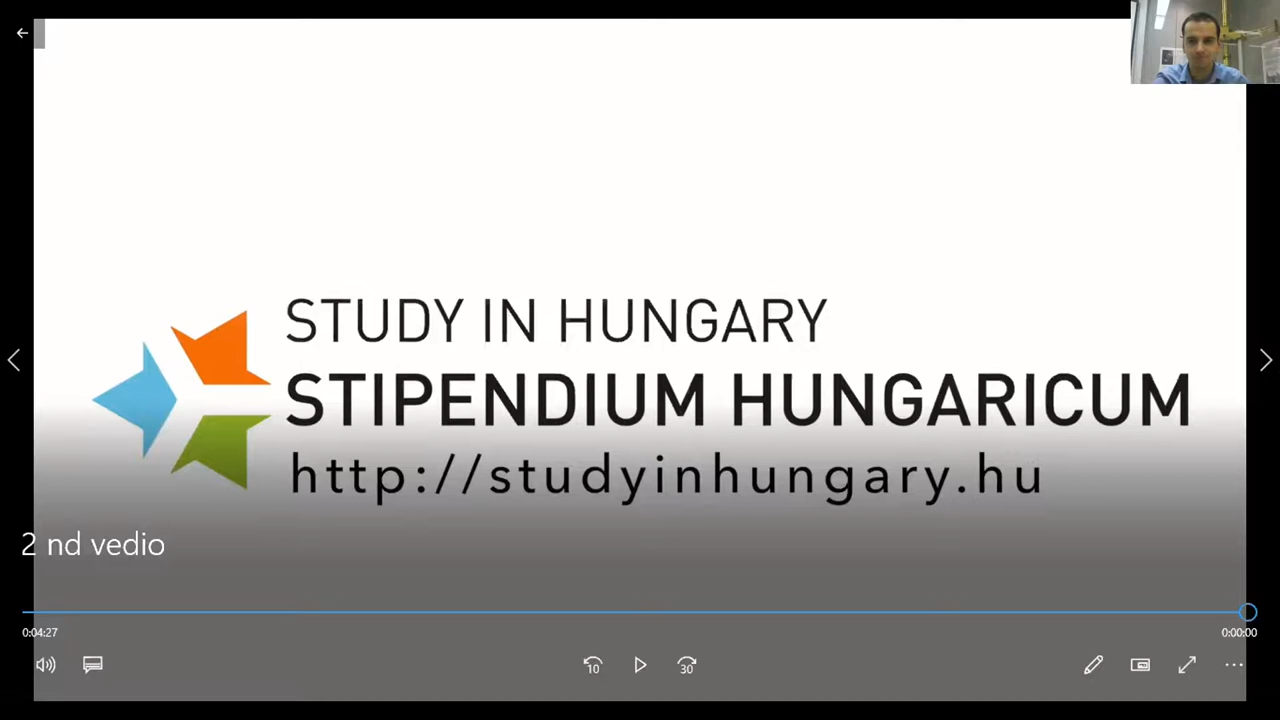 STUDY IN HUNGARY
STIPENDIUM HUNGARICUM
http://studyinhungary.hu
2 nd vedio
0:04:27
0:00:00
10
30